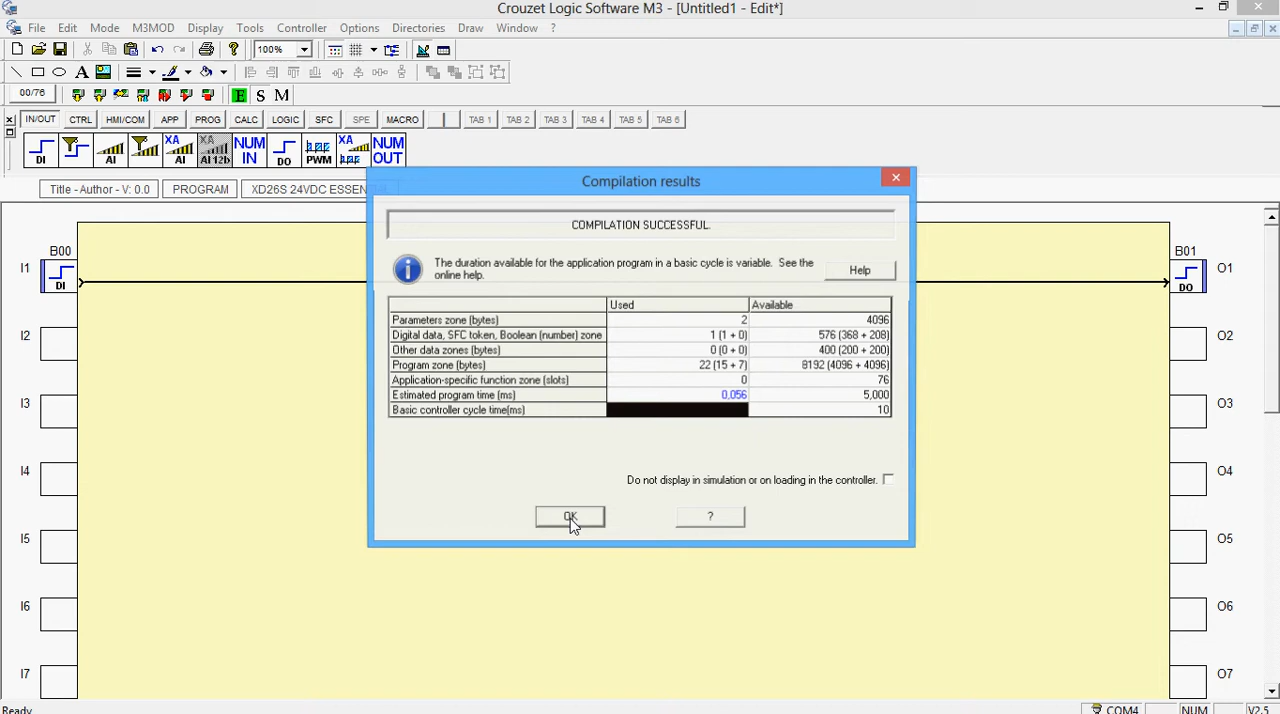 Crouzet Logic Software M3 - [Untitled1 - Edit*]
File Edit Mode M3MOD Display Tools Controller Options Directories Draw Window ?
100%
A
00/76 E S M
IN/OUT CTRL HMI/COM APP PROG CALC LOGIC SFC SPE MACRO TAB 1 TAB 2 TAB 3 TAB 4 TAB 5 TAB 6
DI AI XA AI XA AI 12b NUM IN DO PWM XA NUM OUT
Title - Author - V: 0.0 PROGRAM XD26S 24VDC ESSEN
Compilation results
COMPILATION SUCCESSFUL.
The duration available for the application program in a basic cycle is variable. See the
online help.
Help
Used Available
Parameters zone (bytes) 2 4096
Digital data, SFC token, Boolean (number) zone 1 (1 + 0) 576 (368 + 208)
Other data zones (bytes) 0 (0 + 0) 400 (200 + 200)
Program zone (bytes) 22 (15 + 7) 8192 (4096 + 4096)
Application-specific function zone (slots) 0 76
Estimated program time (ms) 0,056 5,000
Basic controller cycle time(ms) 10
Do not display in simulation or on loading in the controller.
OK ?
B00 B01
I1 DI DO O1
I2 O2
I3 O3
I4 O4
I5 O5
I6 O6
I7 O7
Ready COM4 NUM V2.5